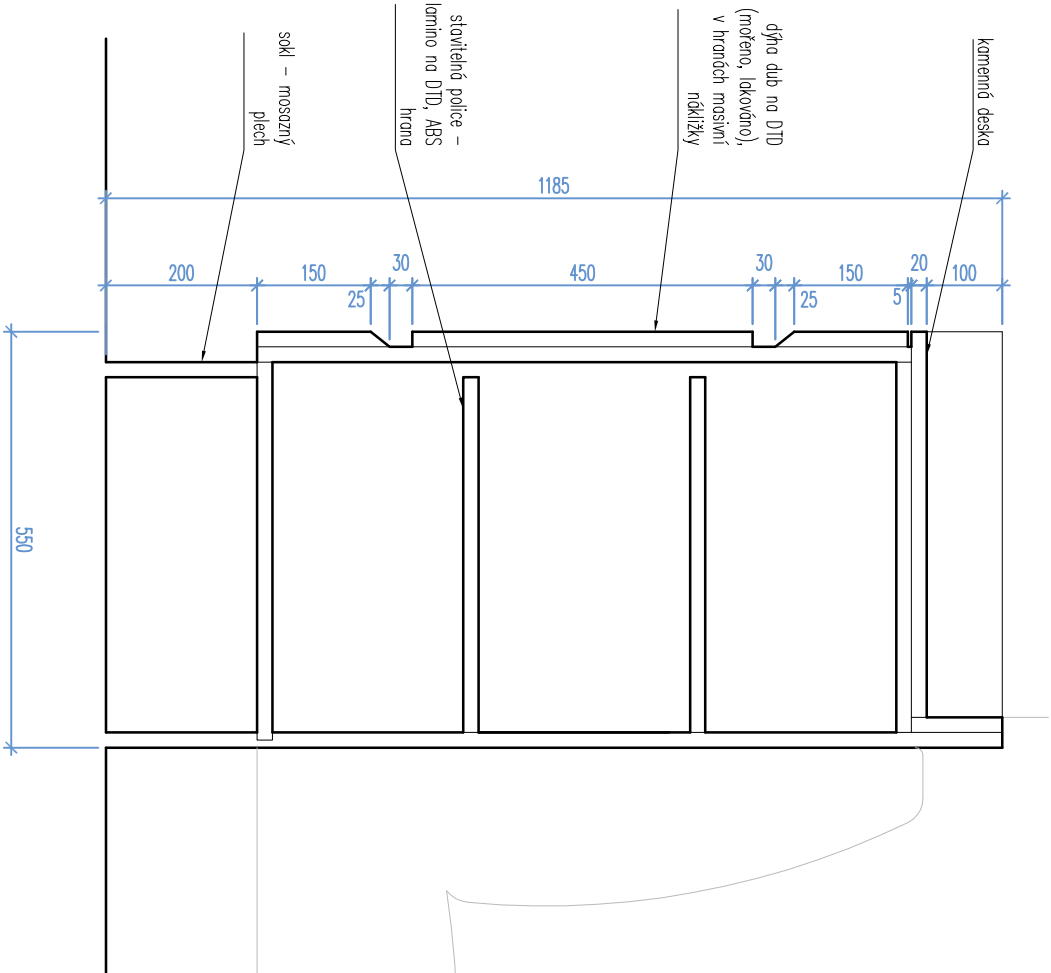 kamenná deska
dýha dub na DTD
(mořeno, lakováno),
v hranách masivní
nákližky
stavitelná police -
lamino na DTD, ABS
hrana
sokl - mosazný
plech
1185
200
150
25
30
450
30
25
150
5
20
100
550